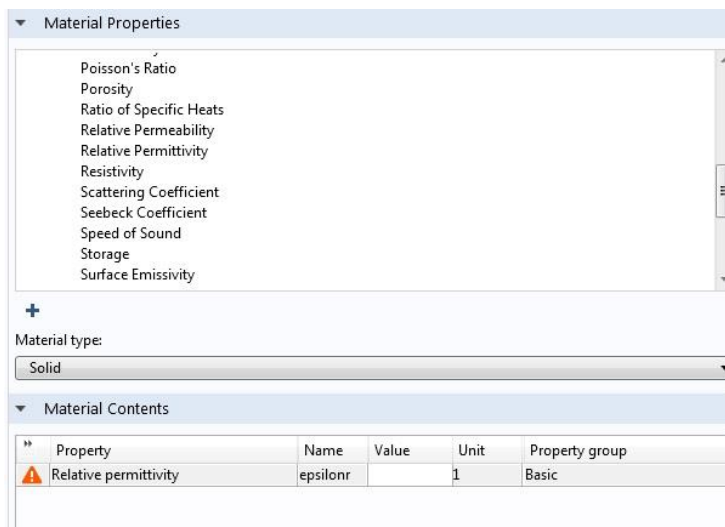 Material Properties
Poisson's Ratio
Porosity
Ratio of Specific Heats
Relative Permeability
Relative Permittivity
Resistivity
Scattering Coefficient
Seebeck Coefficient
Speed of Sound
Storage
Surface Emissivity
Material type:
Solid
Material Contents
Property Name Value Unit Property group
Relative permittivity epsilonr 1 Basic